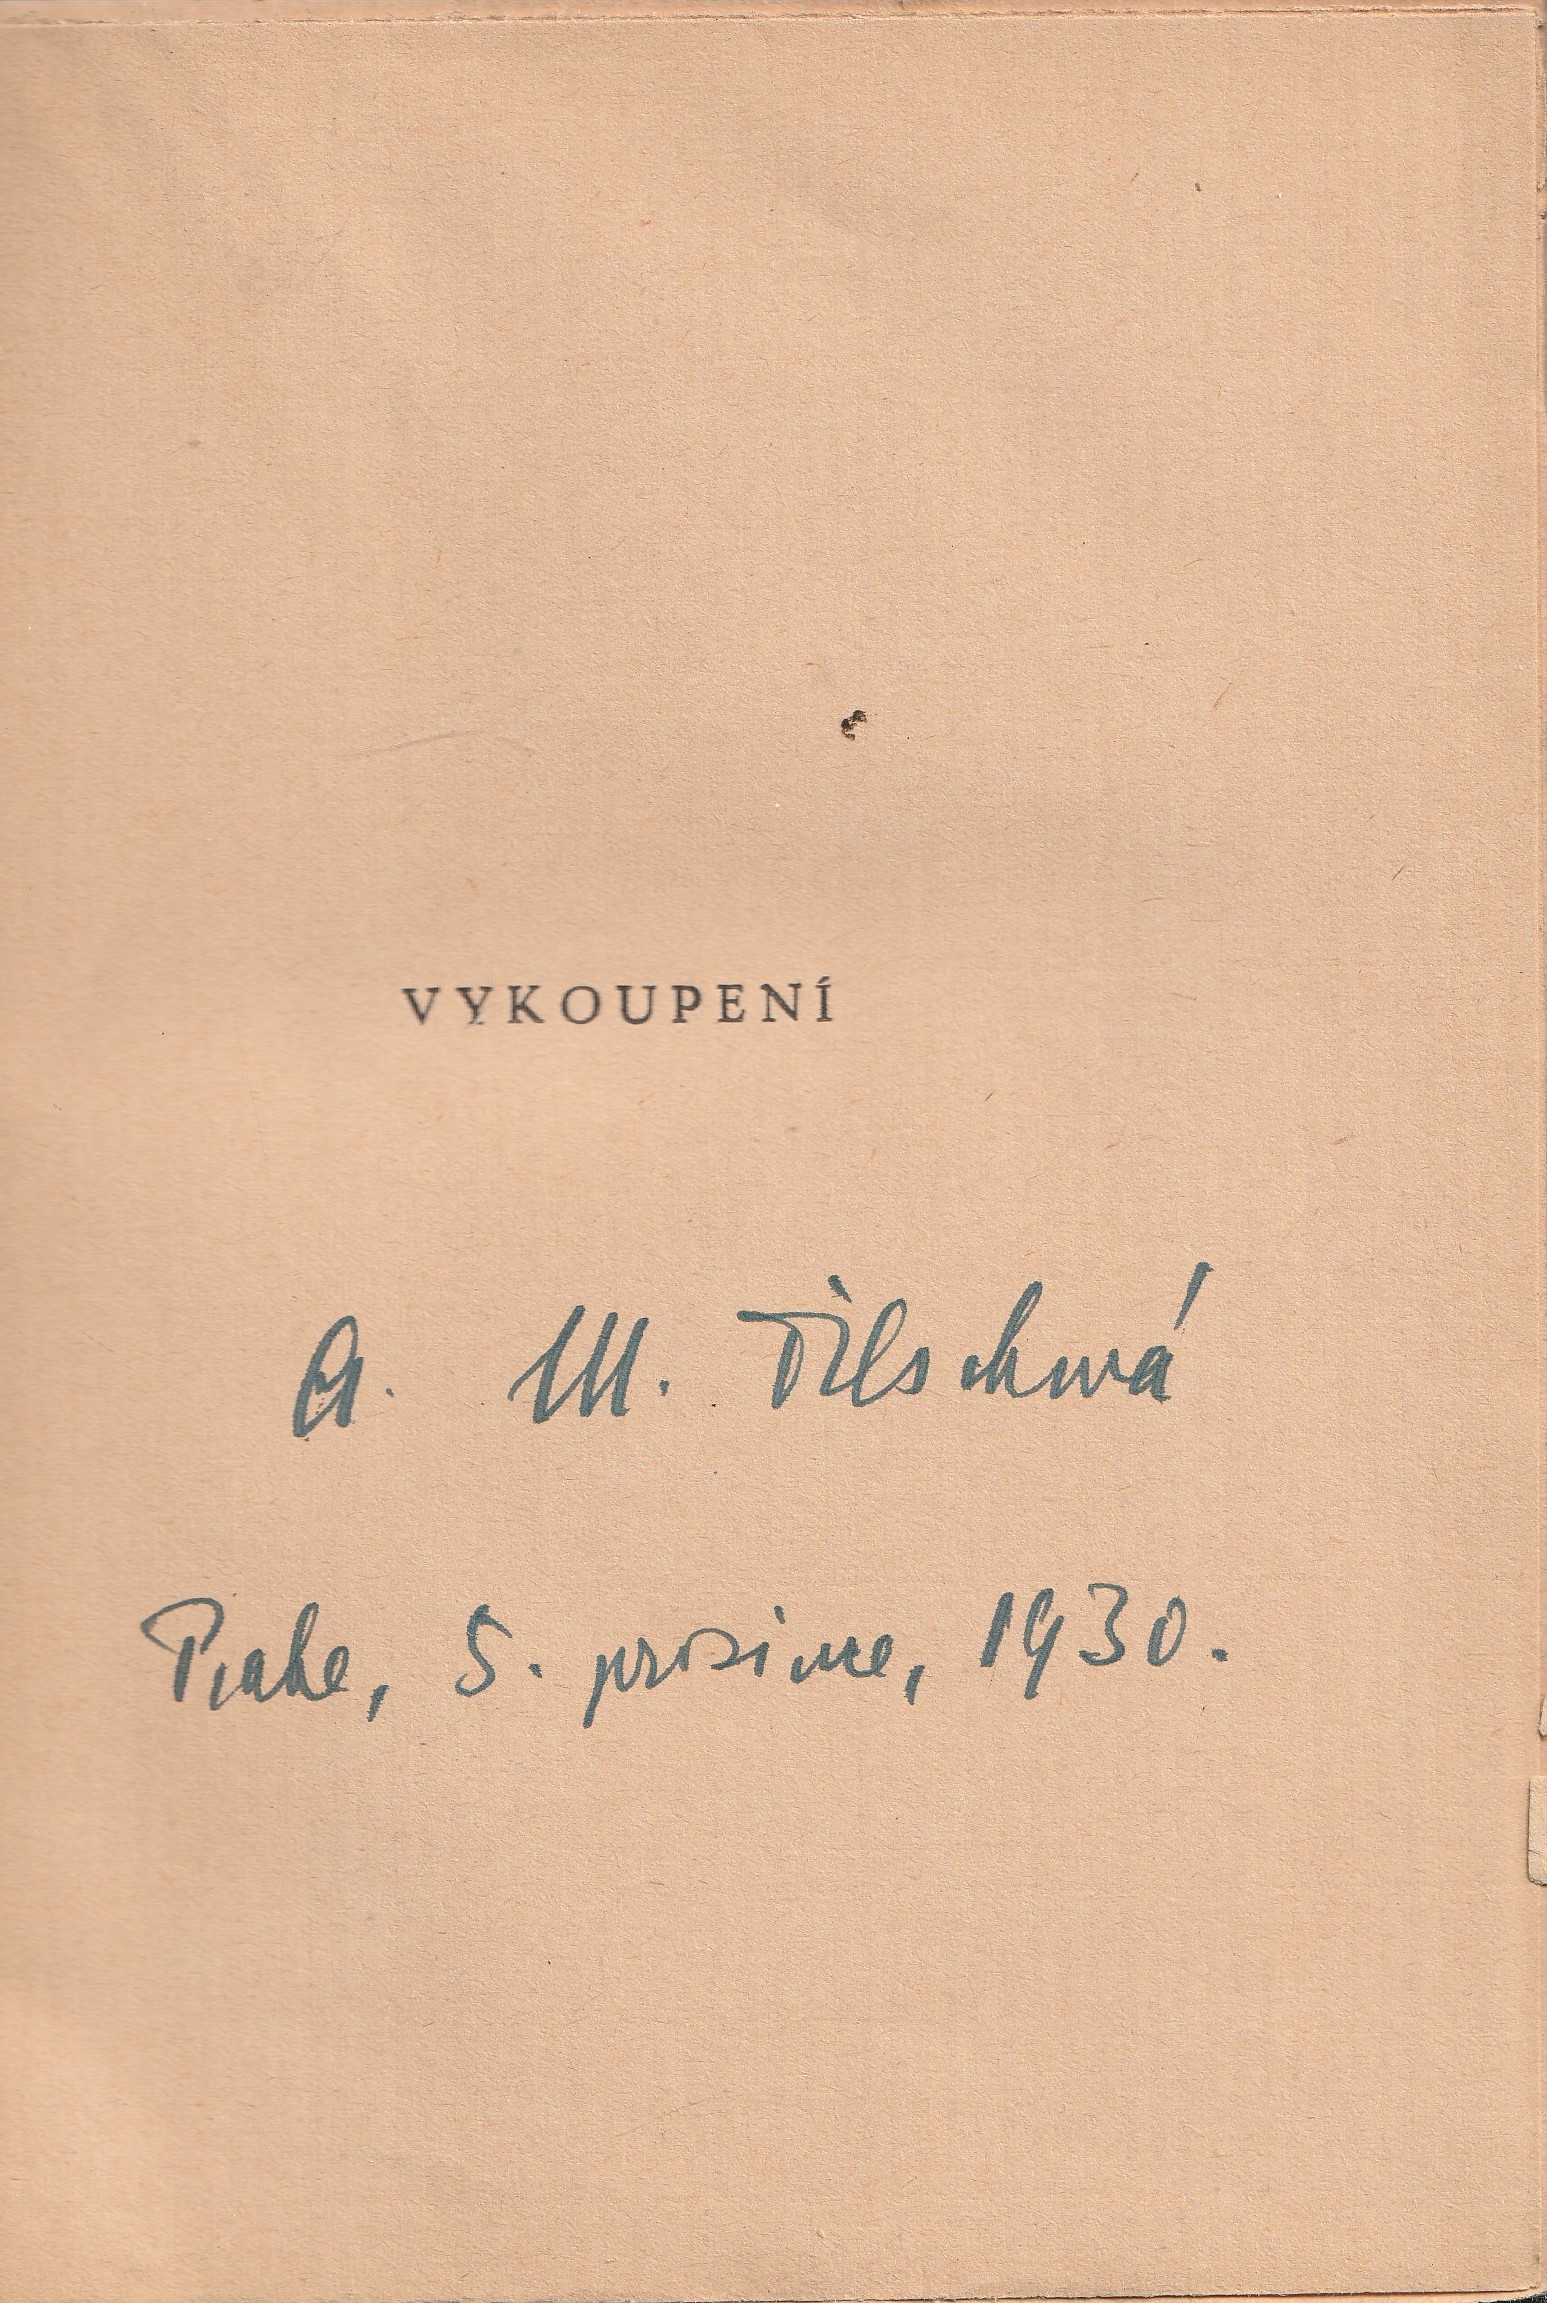 VYKOUPENÍ
A. M. Tilschová
Praha, 5. prosince, 1930.